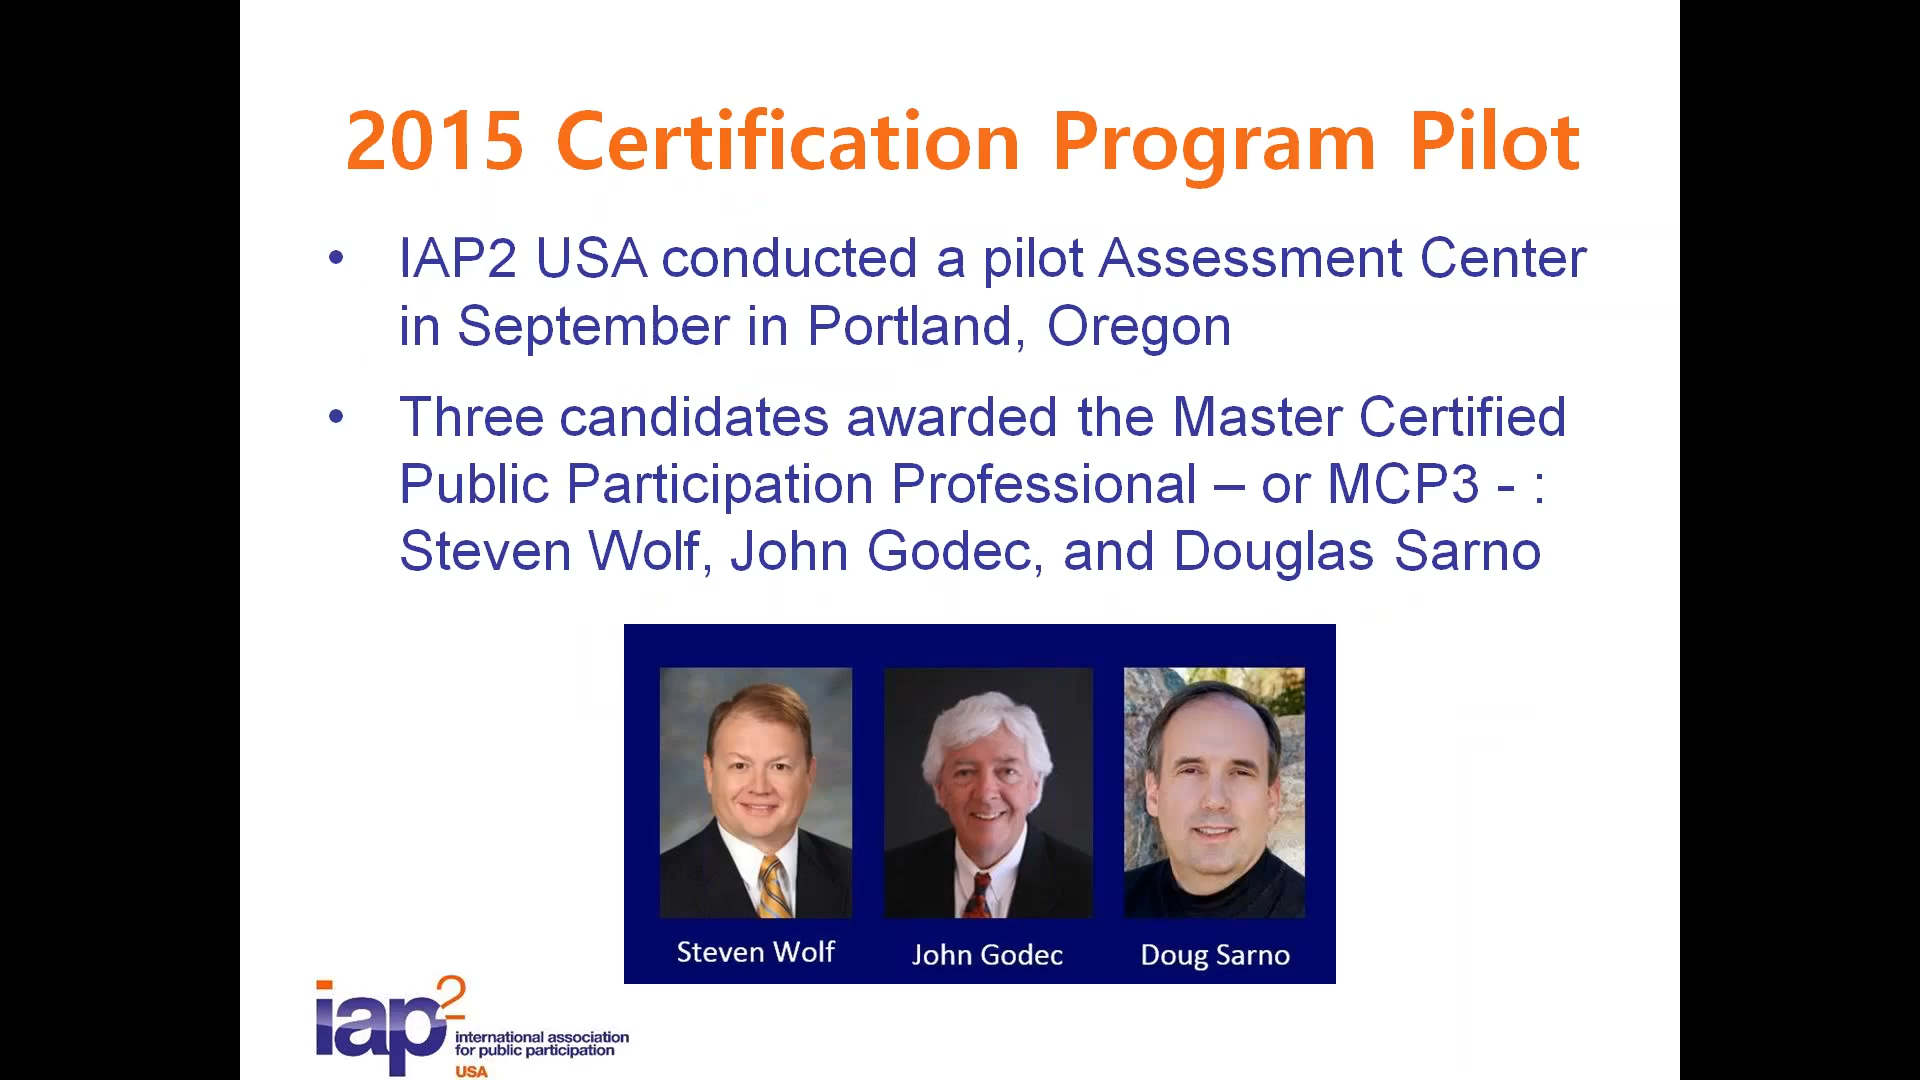 2015 Certification Program Pilot
• IAP2 USA conducted a pilot Assessment Center
in September in Portland, Oregon
• Three candidates awarded the Master Certified
Public Participation Professional – or MCP3 - :
Steven Wolf, John Godec, and Douglas Sarno
Steven Wolf
John Godec
Doug Sarno
iap2
international association
for public participation
USA